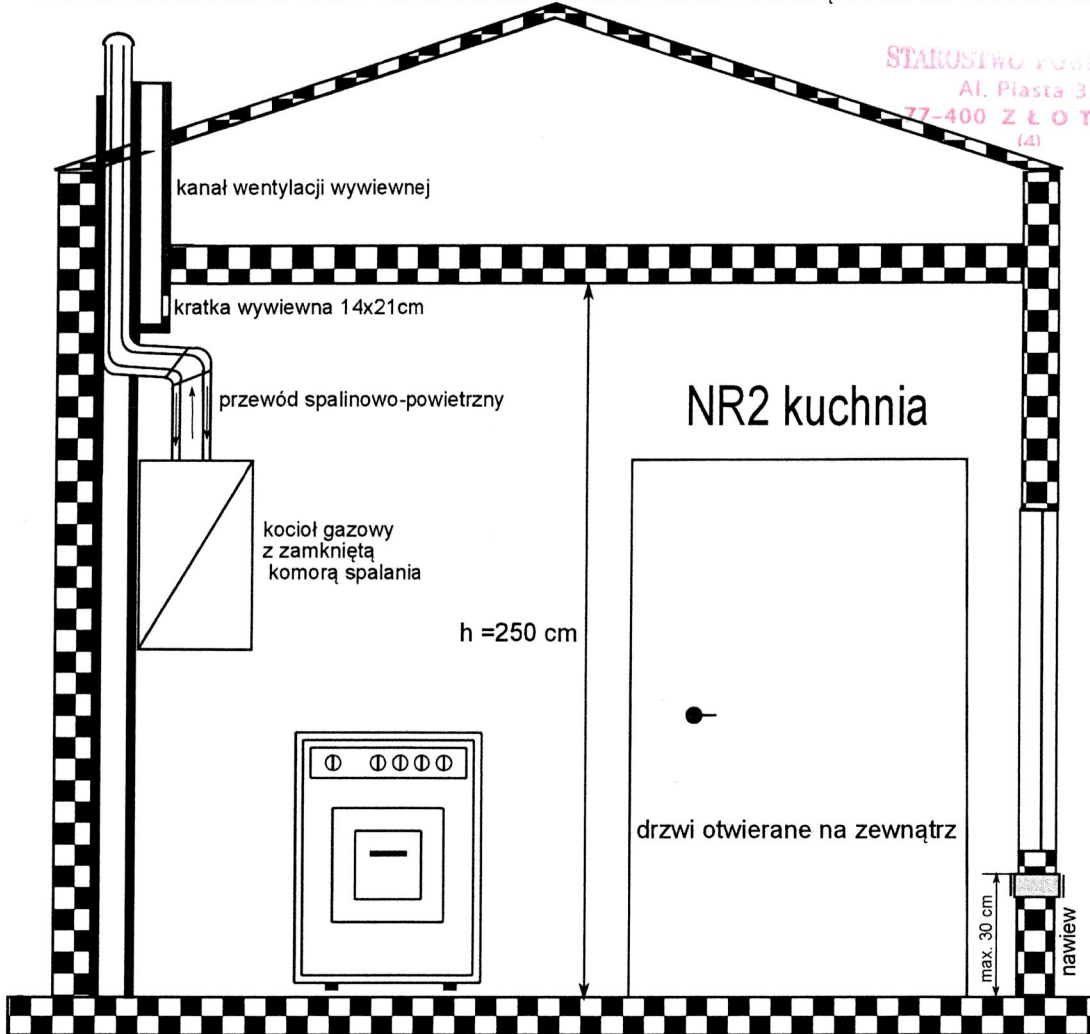 STAROSTWO
Al. Piasta 3
77-400 Z Ł O T
(4)
kanał wentylacji wywiewnej
kratka wywiewna 14x21cm
przewód spalinowo-powietrzny
NR2 kuchnia
kocioł gazowy
z zamkniętą
komorą spalania
h =250 cm
drzwi otwierane na zewnątrz
max. 30 cm
nawiew